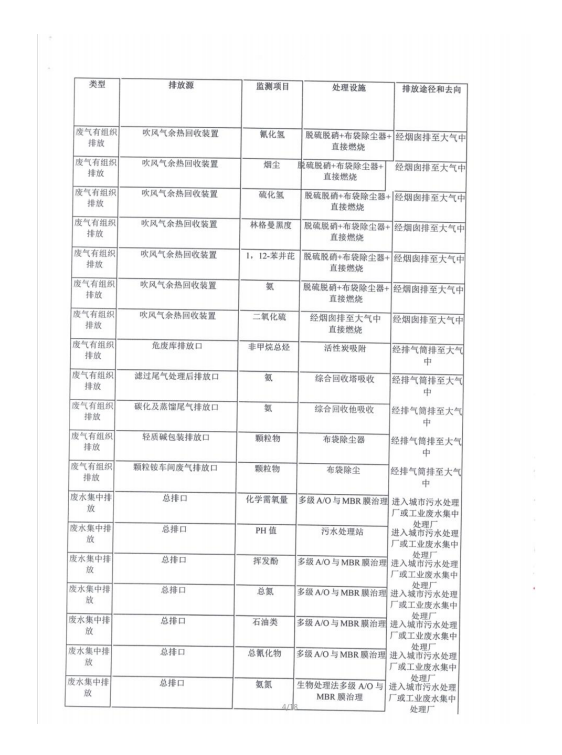 类型 排放源 监测项目 处理设施 排放途径和去向
废气有组织 吹风气余热回收装置 氰化氢 脱硫脱硝+布袋除尘器+ 经烟囱排至大气中
排放 直接燃烧
废气有组织 吹风气余热回收装置 烟尘 脱硫脱硝+布袋除尘器+ 经烟囱排至大气中
排放 直接燃烧
废气有组织 吹风气余热回收装置 硫化氢 脱硫脱硝+布袋除尘器+ 经烟囱排至大气中
排放 直接燃烧
废气有组织 吹风气余热回收装置 林格曼黑度 脱硫脱硝+布袋除尘器+ 经烟囱排至大气中
排放 直接燃烧
废气有组织 吹风气余热回收装置 1，12-苯并芘 脱硫脱硝+布袋除尘器+ 经烟囱排至大气中
排放 直接燃烧
废气有组织 吹风气余热回收装置 氨 脱硫脱硝+布袋除尘器+ 经烟囱排至大气中
排放 直接燃烧
废气有组织 吹风气余热回收装置 二氧化硫 经烟囱排至大气中 经烟囱排至大气中
排放 直接燃烧
废气有组织 危废库排放口 非甲烷总烃 活性炭吸附 经排气筒排至大气
排放 中
废气有组织 滤过尾气处理后排放口 氨 综合回收塔吸收 经排气筒排至大气
排放 中
废气有组织 碳化及蒸馏尾气排放口 氨 综合回收他吸收 经排气筒排至大气
排放 中
废气有组织 轻质碱包装排放口 颗粒物 布袋除尘器 经排气筒排至大气
排放 中
废气有组织 颗粒铵车间废气排放口 颗粒物 布袋除尘 经排气筒排至大气
排放 中
废水集中排 总排口 化学需氧量 多级 A/O 与 MBR 膜治理 进入城市污水处理
放 厂或工业废水集中
处理厂
废水集中排 总排口 PH 值 污水处理站 进入城市污水处理
放 厂或工业废水集中
处理厂
废水集中排 总排口 挥发酚 多级 A/O 与 MBR 膜治理 进入城市污水处理
放 厂或工业废水集中
处理厂
废水集中排 总排口 总氮 多级 A/O 与 MBR 膜治理 进入城市污水处理
放 厂或工业废水集中
处理厂
废水集中排 总排口 石油类 多级 A/O 与 MBR 膜治理 进入城市污水处理
放 厂或工业废水集中
处理厂
废水集中排 总排口 总氰化物 多级 A/O 与 MBR 膜治理 进入城市污水处理
放 厂或工业废水集中
处理厂
废水集中排 总排口 氨氮 生物处理法多级 A/O 与 进入城市污水处理
放 MBR 膜治理 厂或工业废水集中
处理厂
4/18